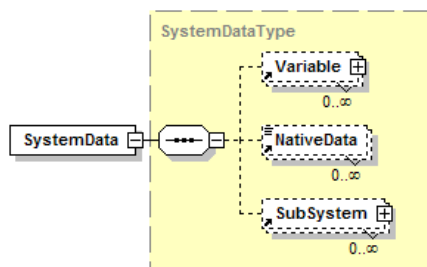 SystemDataType
Variable
0..∞
SystemData
NativeData
0..∞
SubSystem
0..∞